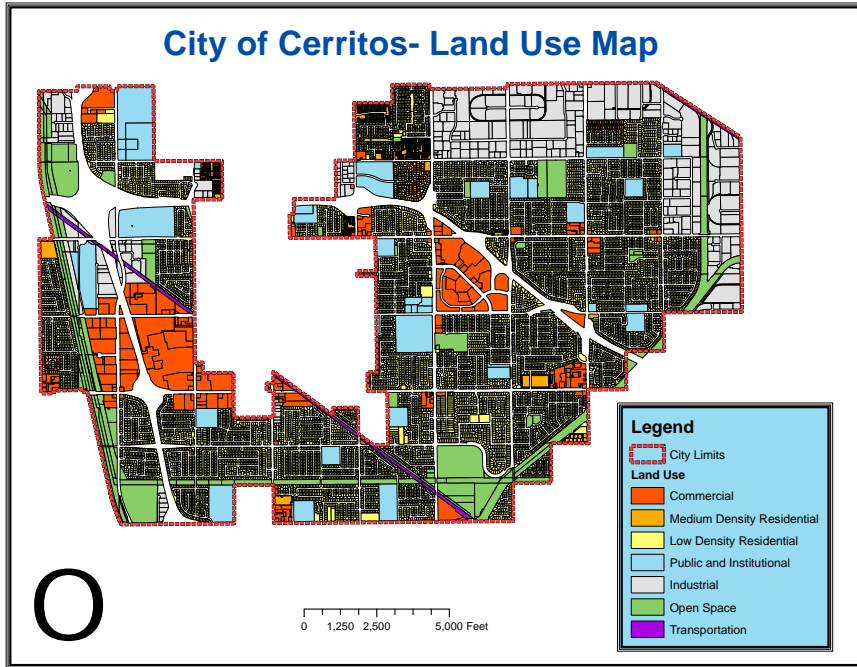 City of Cerritos- Land Use Map
Legend
City Limits
Land Use
Commercial
Medium Density Residential
Low Density Residential
Public and Institutional
Industrial
Open Space
Transportation
O
0 1,250 2,500 5,000 Feet